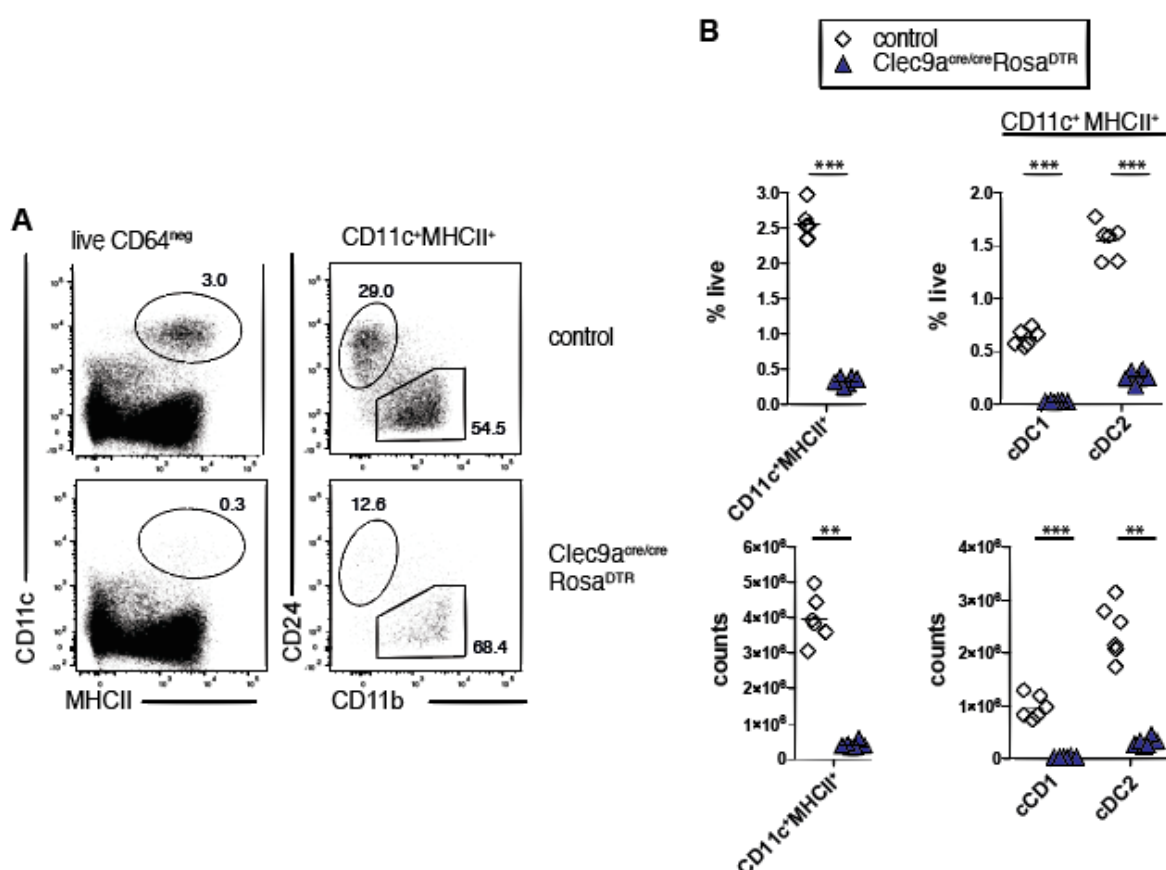 A
live CD64neg
CD11c+MHCII+
3.0
29.0
54.5
control
0.3
12.6
68.4
Clec9acre/cre
RosaDTR
CD11c
MHCII
CD24
CD11b
B
control
Clec9acre/creRosaDTR
CD11c+ MHCII+
***
***
***
% live
3.0
2.5
2.0
1.5
1.0
0.5
0.0
CD11c+MHCII+
% live
2.0
1.5
1.0
0.5
0.0
cDC1
cDC2
**
***
**
counts
6×10⁶
5×10⁶
4×10⁶
3×10⁶
2×10⁶
1×10⁶
0
CD11c+MHCII+
counts
4×10⁶
3×10⁶
2×10⁶
1×10⁶
0
cCD1
cDC2